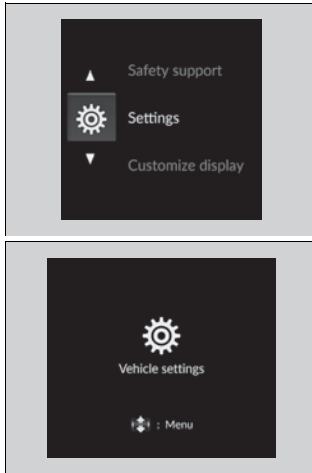 Safety support
Settings
Customize display
Vehicle settings
: Menu